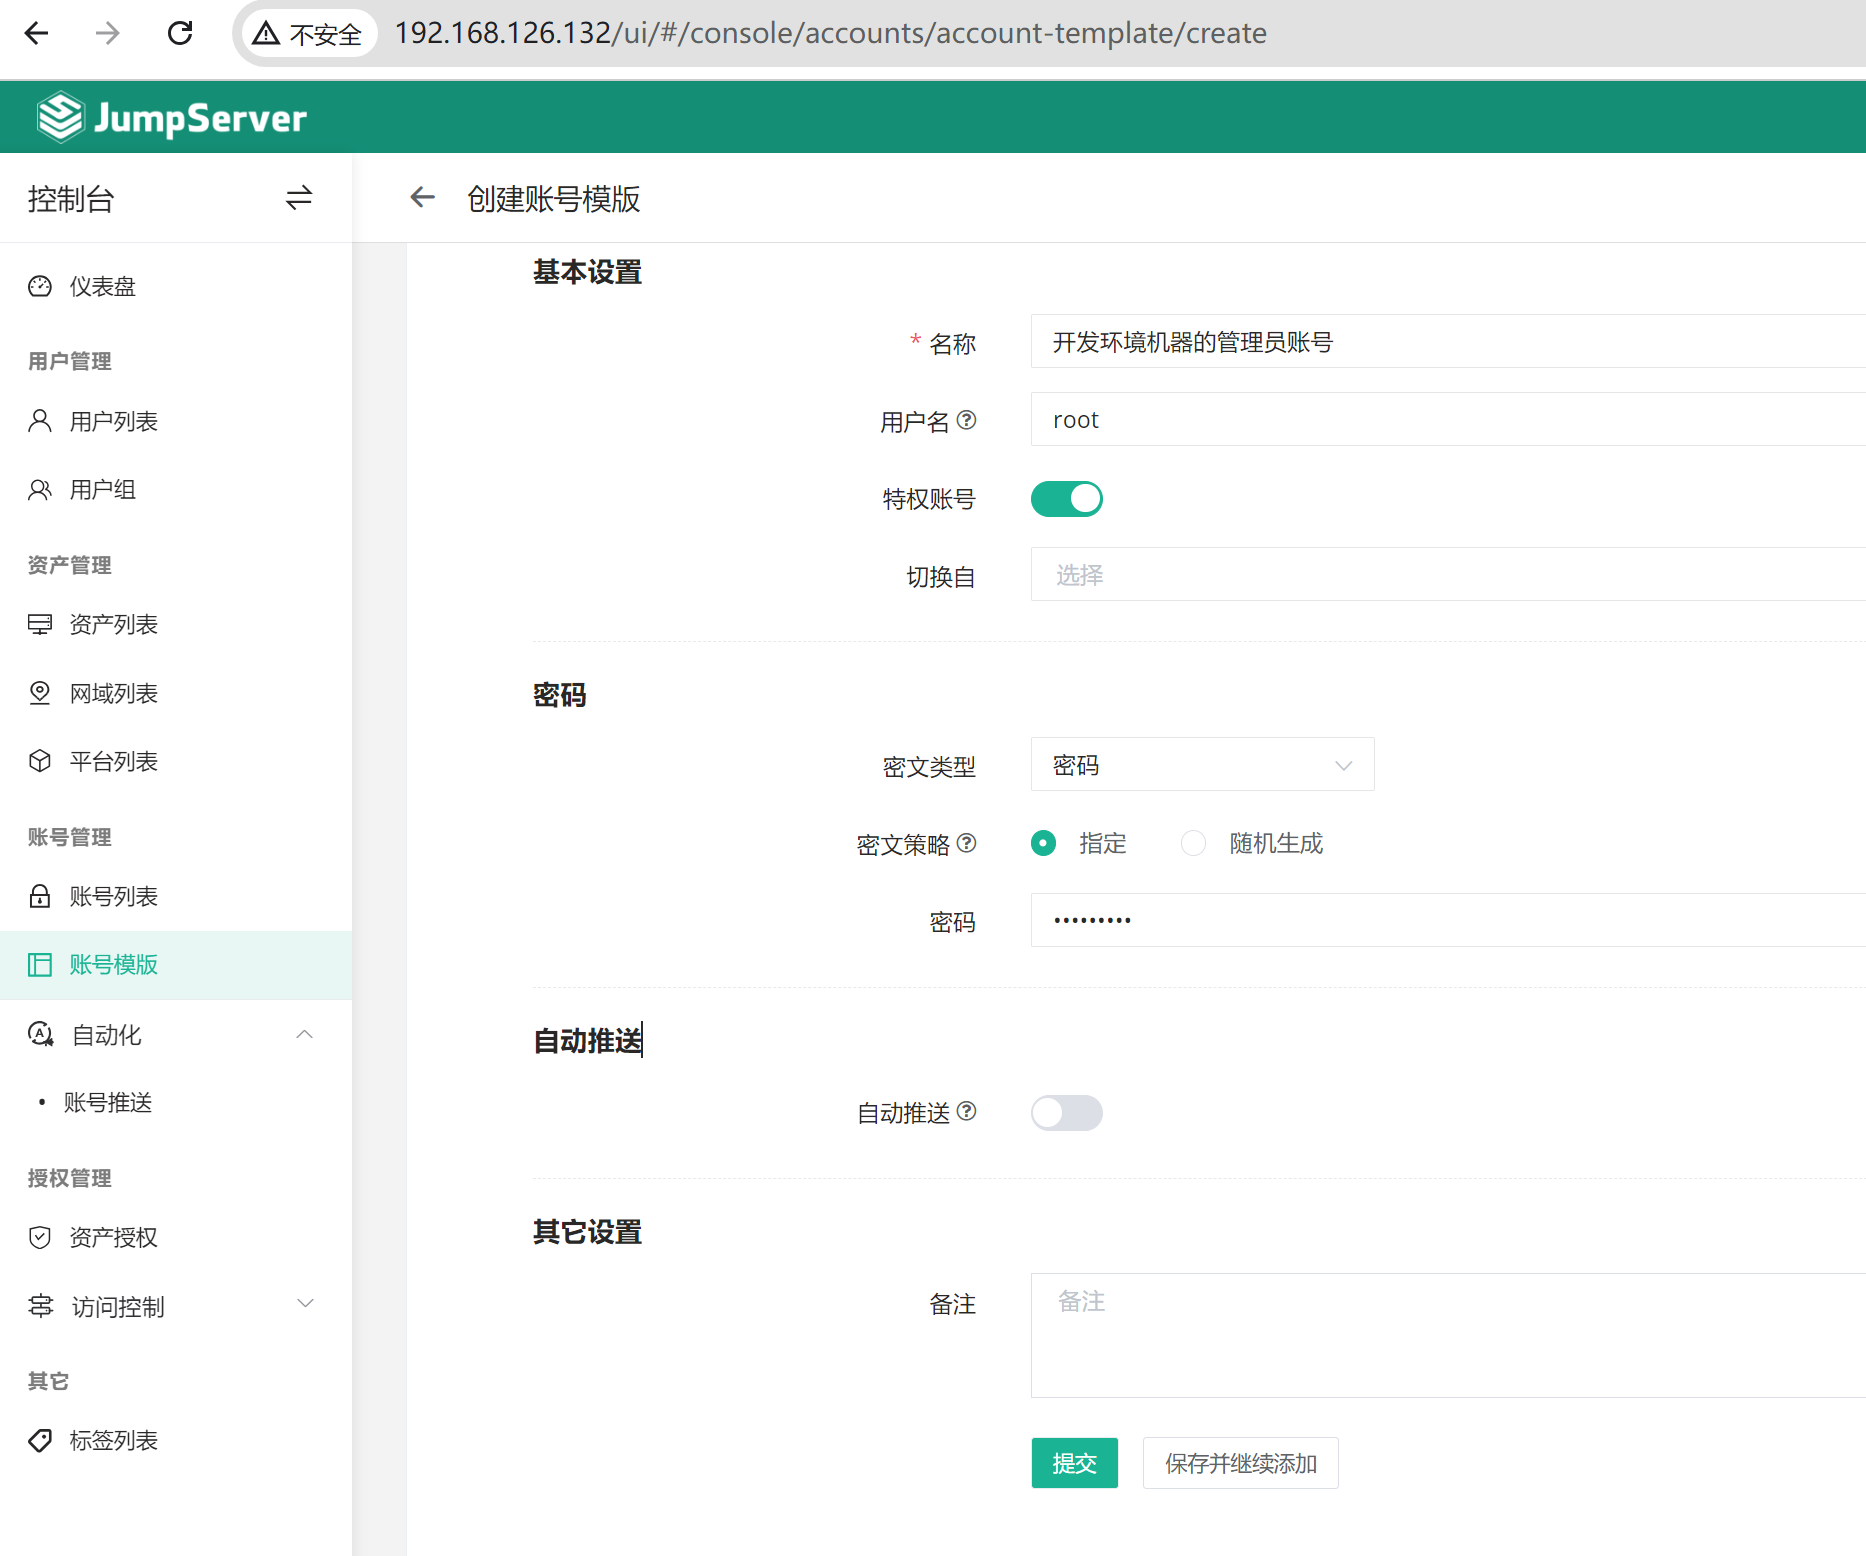 不安全 192.168.126.132/ui/#/console/accounts/account-template/create
JumpServer
控制台
创建账号模版
仪表盘
用户管理
用户列表
用户组
资产管理
资产列表
网域列表
平台列表
账号管理
账号列表
账号模版
自动化
• 账号推送
授权管理
资产授权
访问控制
其它
标签列表
基本设置
* 名称 开发环境机器的管理员账号
用户名 root
特权账号
切换自 选择
密码
密文类型 密码
密文策略 指定 随机生成
密码 •••••••••
自动推送
自动推送
其它设置
备注 备注
提交 保存并继续添加